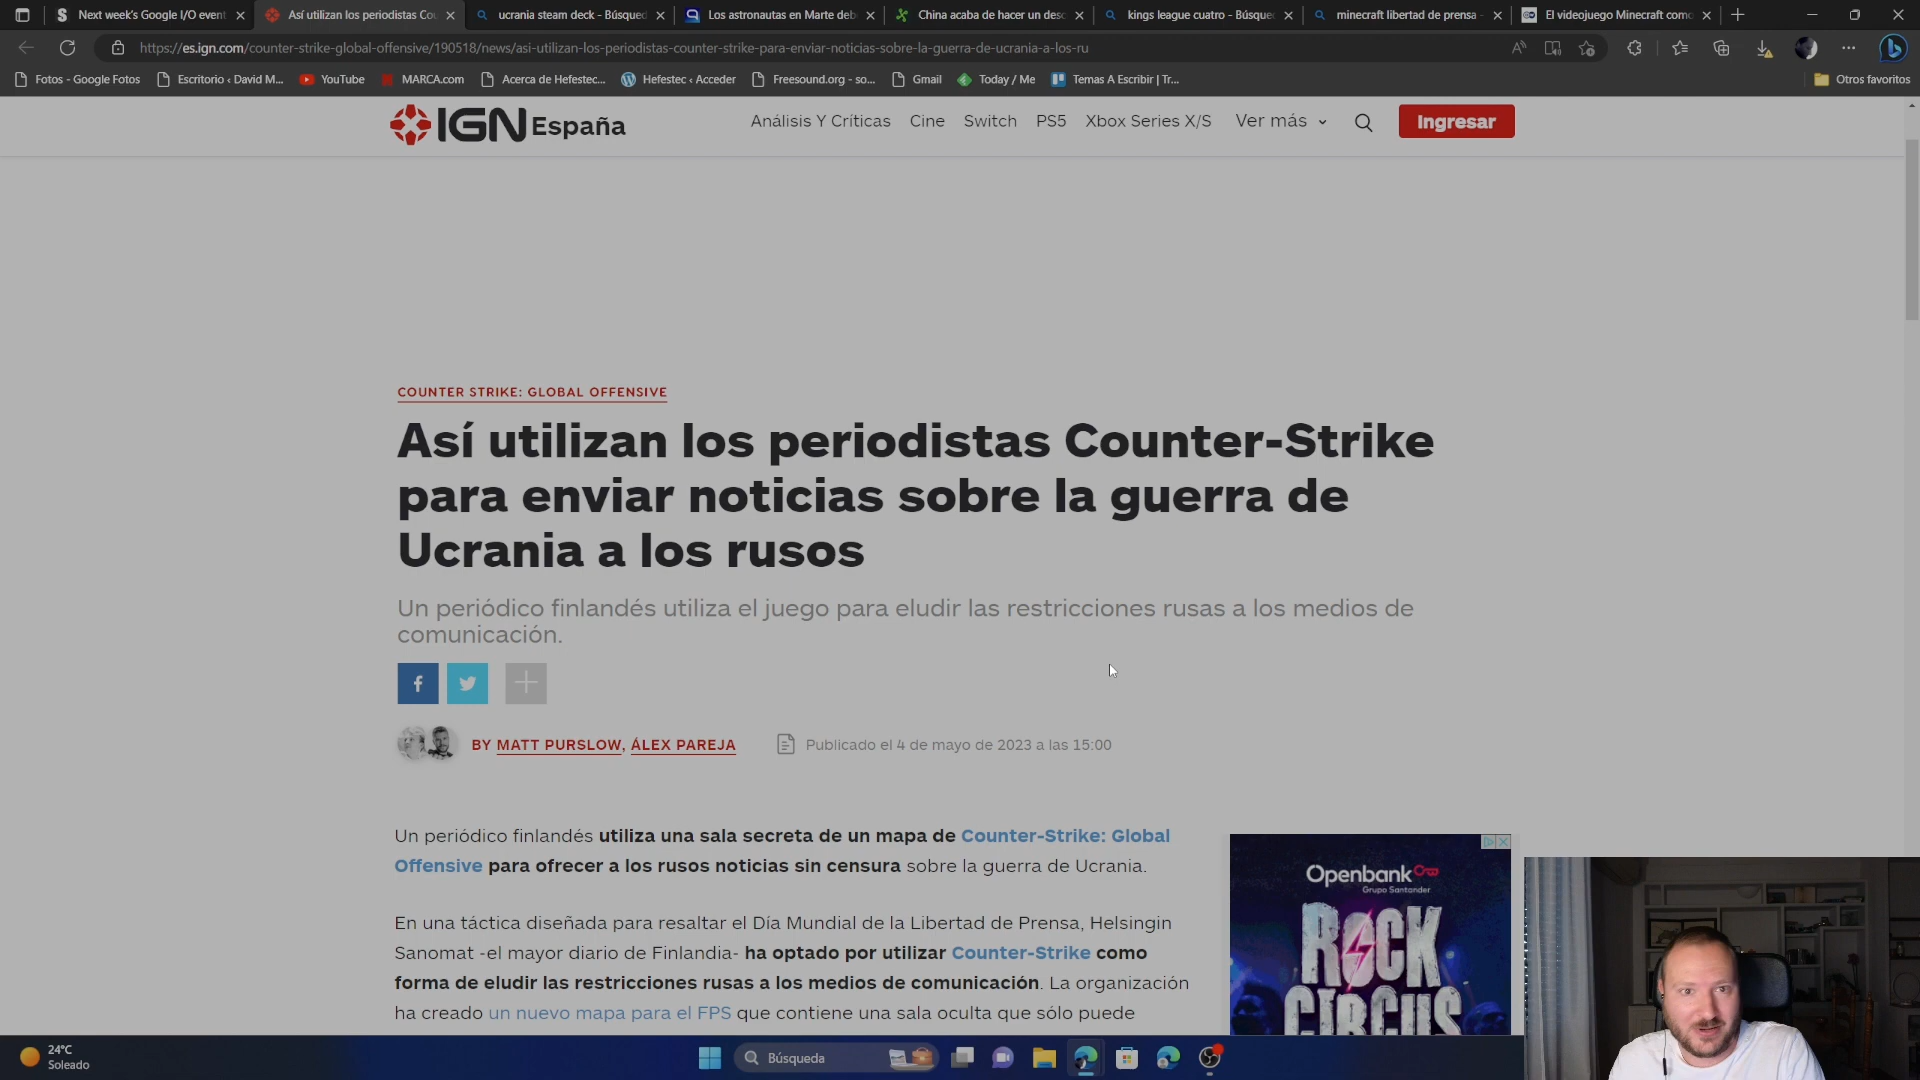 Next week's Google I/O event
Así utilizan los periodistas Cou
ucrania steam deck - Búsqued
Los astronautas en Marte deb
China acaba de hacer un desc
kings league cuatro - Búsque
minecraft libertad de prensa -
El videojuego Minecraft como
https://es.ign.com/counter-strike-global-offensive/190518/news/asi-utilizan-los-periodistas-counter-strike-para-enviar-noticias-sobre-la-guerra-de-ucrania-a-los-ru
Fotos - Google Fotos
Escritorio ‹ David M...
YouTube
MARCA.com
Acerca de Hefestec...
Hefestec ‹ Acceder
Freesound.org - so...
Gmail
Today / Me
Temas A Escribir | Tr...
Otros favoritos
IGN España
Análisis Y Críticas
Cine
Switch
PS5
Xbox Series X/S
Ver más
Ingresar
COUNTER STRIKE: GLOBAL OFFENSIVE
Así utilizan los periodistas Counter-Strike
para enviar noticias sobre la guerra de
Ucrania a los rusos
Un periódico finlandés utiliza el juego para eludir las restricciones rusas a los medios de
comunicación.
BY MATT PURSLOW, ÁLEX PAREJA
Publicado el 4 de mayo de 2023 a las 15:00
Un periódico finlandés utiliza una sala secreta de un mapa de Counter-Strike: Global
Offensive para ofrecer a los rusos noticias sin censura sobre la guerra de Ucrania.
En una táctica diseñada para resaltar el Día Mundial de la Libertad de Prensa, Helsingin
Sanomat -el mayor diario de Finlandia- ha optado por utilizar Counter-Strike como
forma de eludir las restricciones rusas a los medios de comunicación. La organización
ha creado un nuevo mapa para el FPS que contiene una sala oculta que sólo puede
Openbank
Grupo Santander
ROCK
CIRCUS
24°C
Soleado
Búsqueda